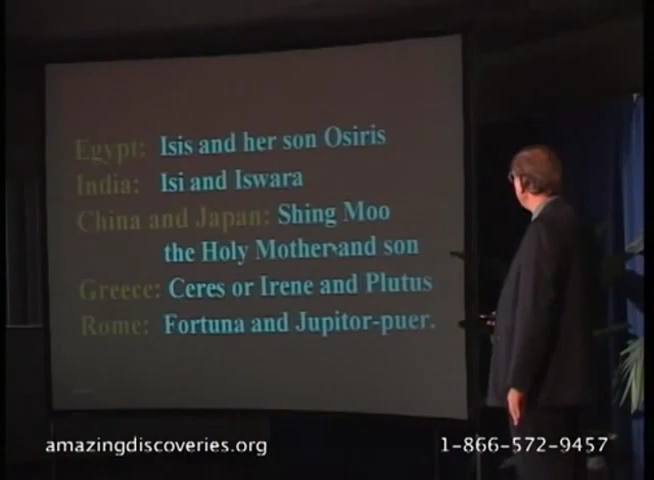 Egypt: Isis and her son Osiris
India: Isi and Iswara
China and Japan: Shing Moo
the Holy Mother and son
Greece: Ceres or Irene and Plutus
Rome: Fortuna and Jupitor-puer.
amazingdiscoveries.org
1-866-572-9457